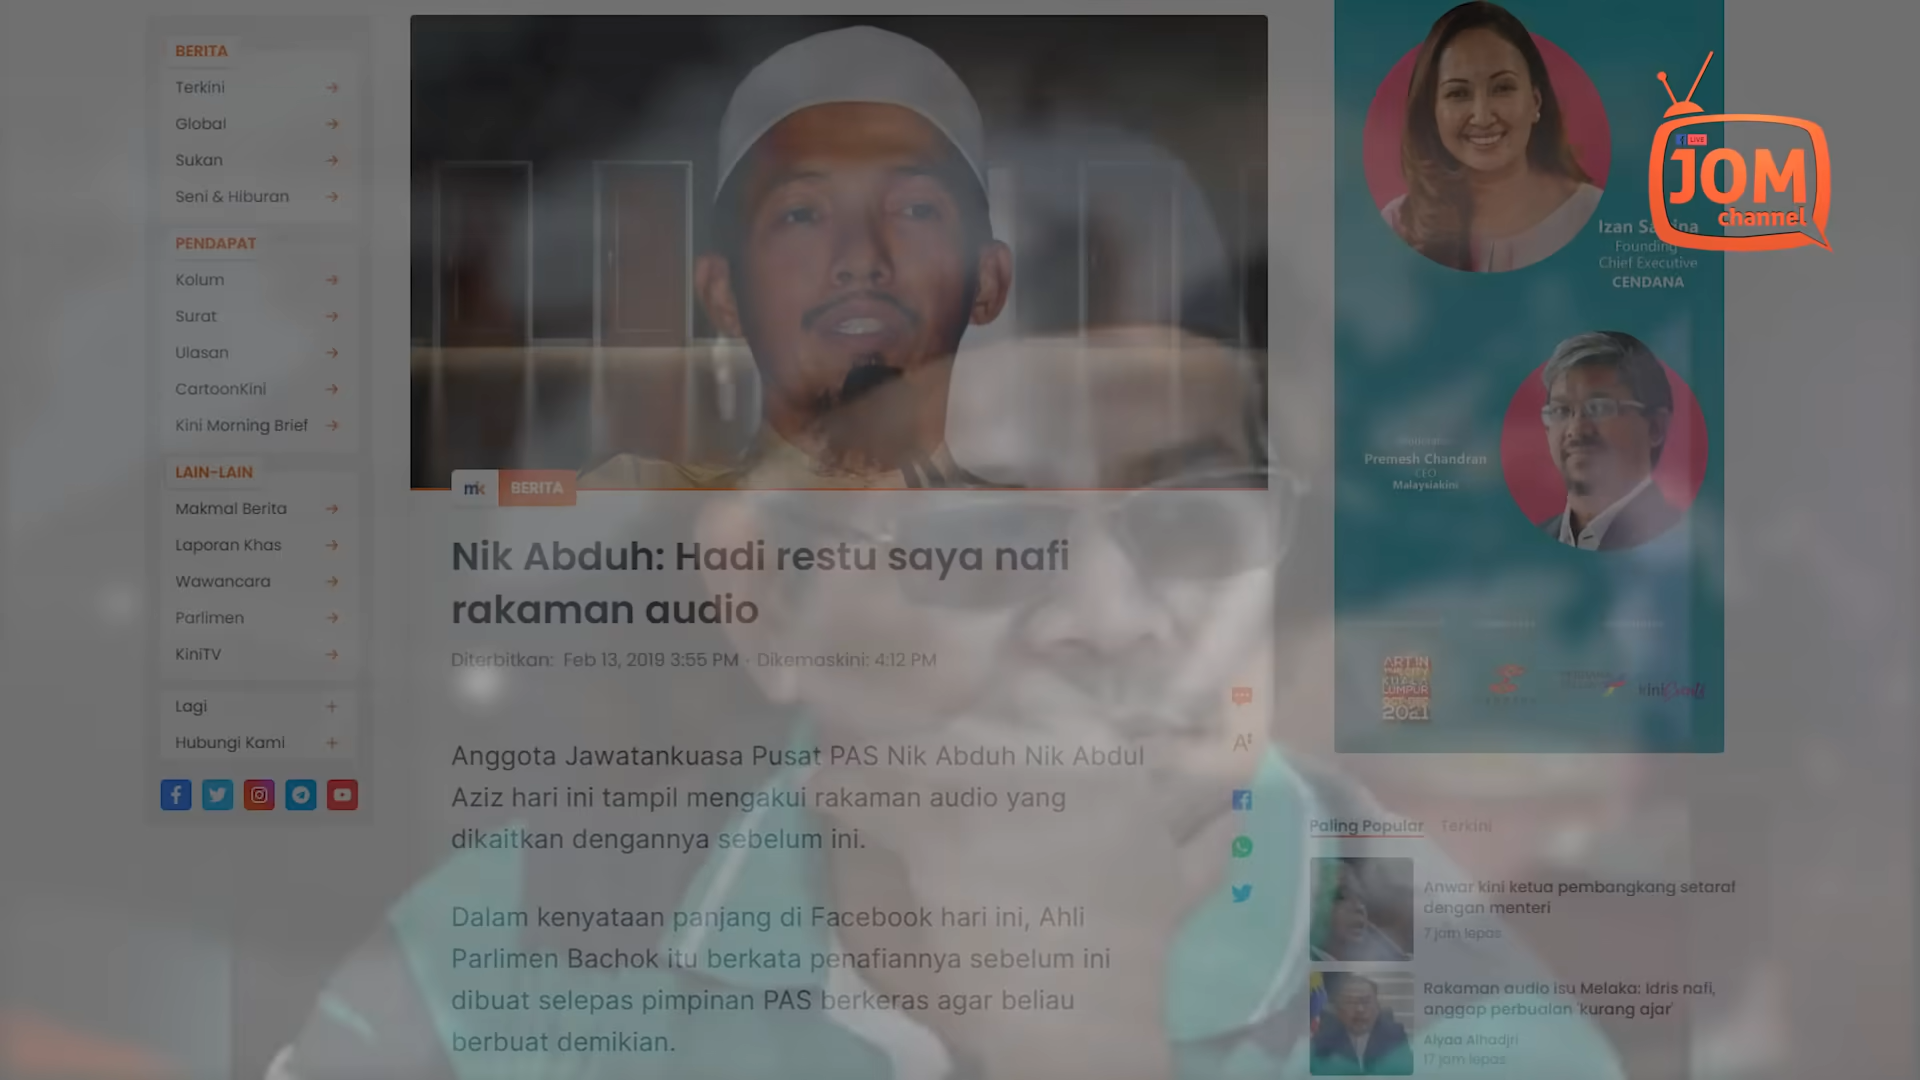 BERITA
Terkini
Global
Sukan
Seni & Hiburan
PENDAPAT
Kolum
Surat
Ulasan
CartoonKini
Kini Morning Brief
LAIN-LAIN
Makmal Berita
Laporan Khas
Wawancara
Parlimen
KiniTV
Lagi
Hubungi Kami
mk BERITA
Nik Abduh: Hadi restu saya nafi
rakaman audio
Diterbitkan: Feb 13, 2019 3:55 PM · Dikemaskini: 4:12 PM
Anggota Jawatankuasa Pusat PAS Nik Abduh Nik Abdul
Aziz hari ini tampil mengakui rakaman audio yang
dikaitkan dengannya sebelum ini.
Dalam kenyataan panjang di Facebook hari ini, Ahli
Parlimen Bachok itu berkata penafiannya sebelum ini
dibuat selepas pimpinan PAS berkeras agar beliau
berbuat demikian.
LIVE
JOM
channel
Izan
Founding
Chief Executive
CENDANA
Premesh Chandran
CEO
Malaysiakini
ART IN
THE CITY
KUALA
LUMPUR
2021
Paling Popular Terkini
Anwar kini ketua pembangkang setaraf
dengan menteri
7 jam lepas
Rakaman audio isu Melaka: Idris nafi,
anggap perbualan 'kurang ajar'
Alyaa Alhadjri
17 jam lepas